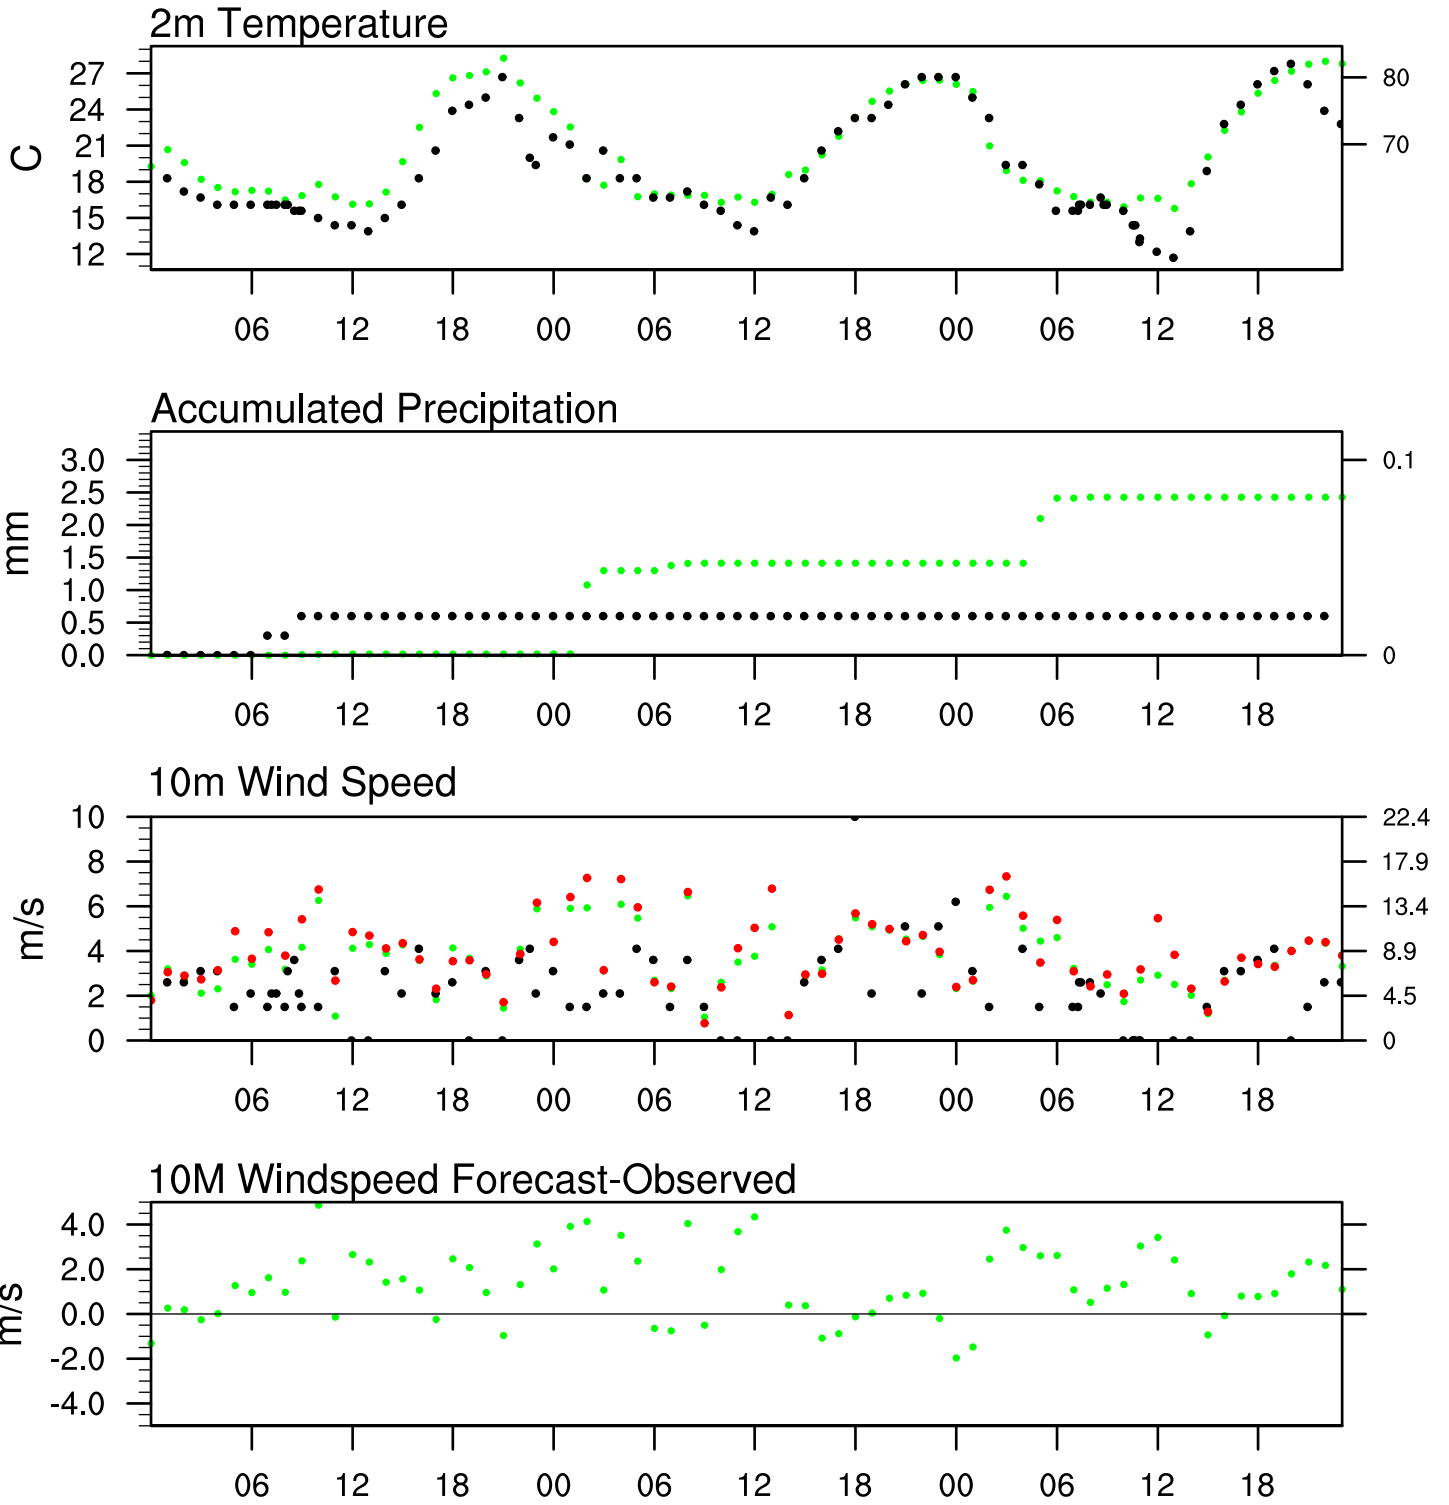 2m Temperature
27
24
21
18
15
12
C
80
70
06 12 18 00 06 12 18 00 06 12 18
Accumulated Precipitation
3.0
2.5
2.0
1.5
1.0
0.5
0.0
mm
0.1
0
06 12 18 00 06 12 18 00 06 12 18
10m Wind Speed
10
8
6
4
2
0
m/s
22.4
17.9
13.4
8.9
4.5
0
06 12 18 00 06 12 18 00 06 12 18
10M Windspeed Forecast-Observed
4.0
2.0
0.0
-2.0
-4.0
m/s
06 12 18 00 06 12 18 00 06 12 18